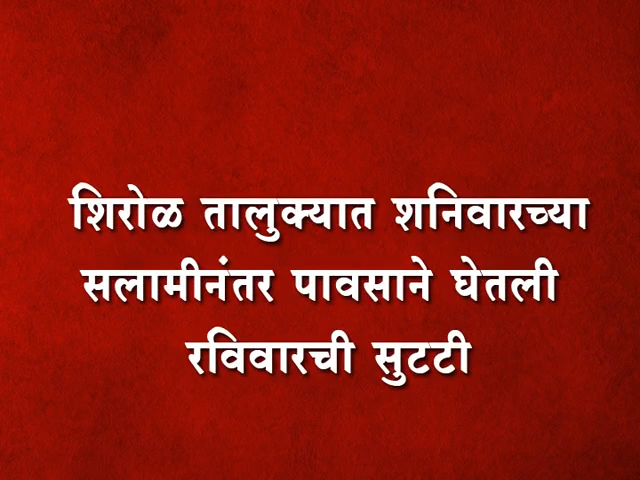 शिरोळ तालुक्यात शनिवारच्या
सलामीनंतर पावसाने घेतली
रविवारची सुटटी